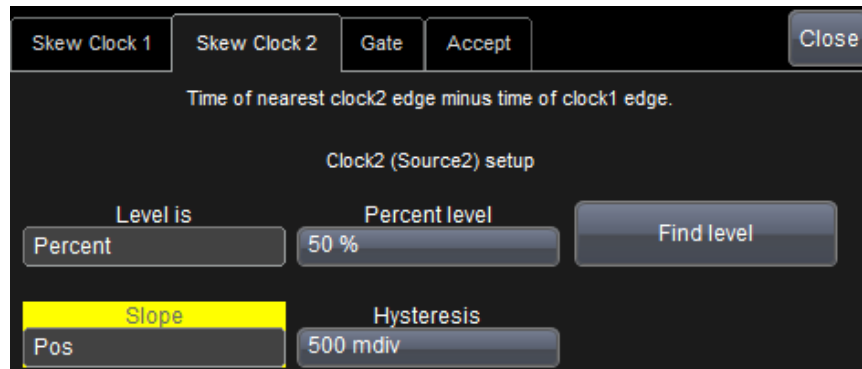 Skew Clock 1 Skew Clock 2 Gate Accept Close
Time of nearest clock2 edge minus time of clock1 edge.
Clock2 (Source2) setup
Level is Percent level
Percent 50 % Find level
Slope Hysteresis
Pos 500 mdiv